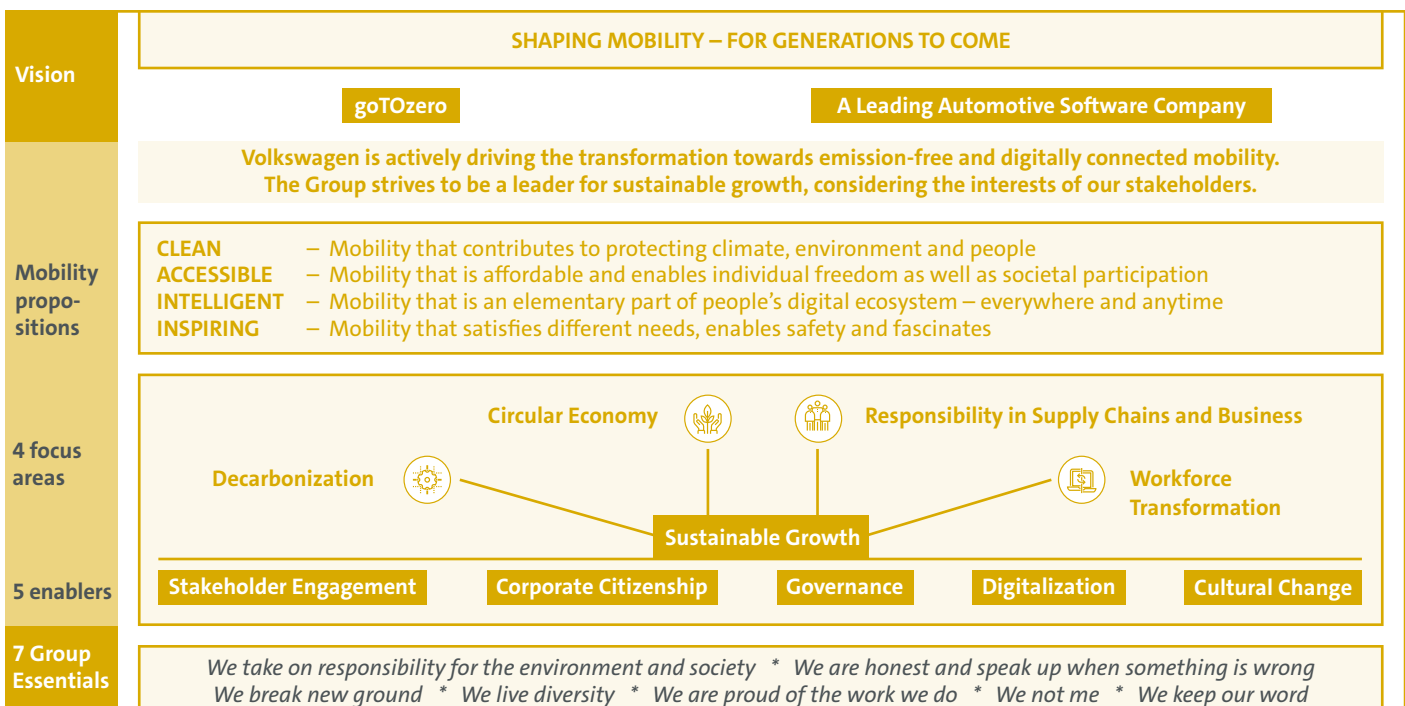 Vision
SHAPING MOBILITY – FOR GENERATIONS TO COME
goTOzero
A Leading Automotive Software Company
Volkswagen is actively driving the transformation towards emission-free and digitally connected mobility.
The Group strives to be a leader for sustainable growth, considering the interests of our stakeholders.
Mobility
propo-
sitions
CLEAN – Mobility that contributes to protecting climate, environment and people
ACCESSIBLE – Mobility that is affordable and enables individual freedom as well as societal participation
INTELLIGENT – Mobility that is an elementary part of people’s digital ecosystem – everywhere and anytime
INSPIRING – Mobility that satisfies different needs, enables safety and fascinates
4 focus
areas
Circular Economy
Responsibility in Supply Chains and Business
Decarbonization
Workforce
Transformation
Sustainable Growth
5 enablers
Stakeholder Engagement
Corporate Citizenship
Governance
Digitalization
Cultural Change
7 Group
Essentials
We take on responsibility for the environment and society * We are honest and speak up when something is wrong
We break new ground * We live diversity * We are proud of the work we do * We not me * We keep our word